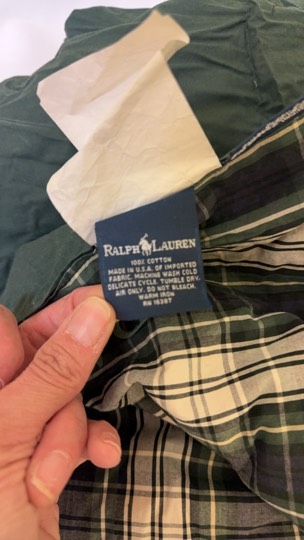 RALPH LAUREN
100% COTTON
MADE IN U.S.A. OF IMPORTED
FABRIC. MACHINE WASH COLD
DELICATE CYCLE. TUMBLE DRY.
AIR ONLY. DO NOT BLEACH.
WARM IRON
RN 18397